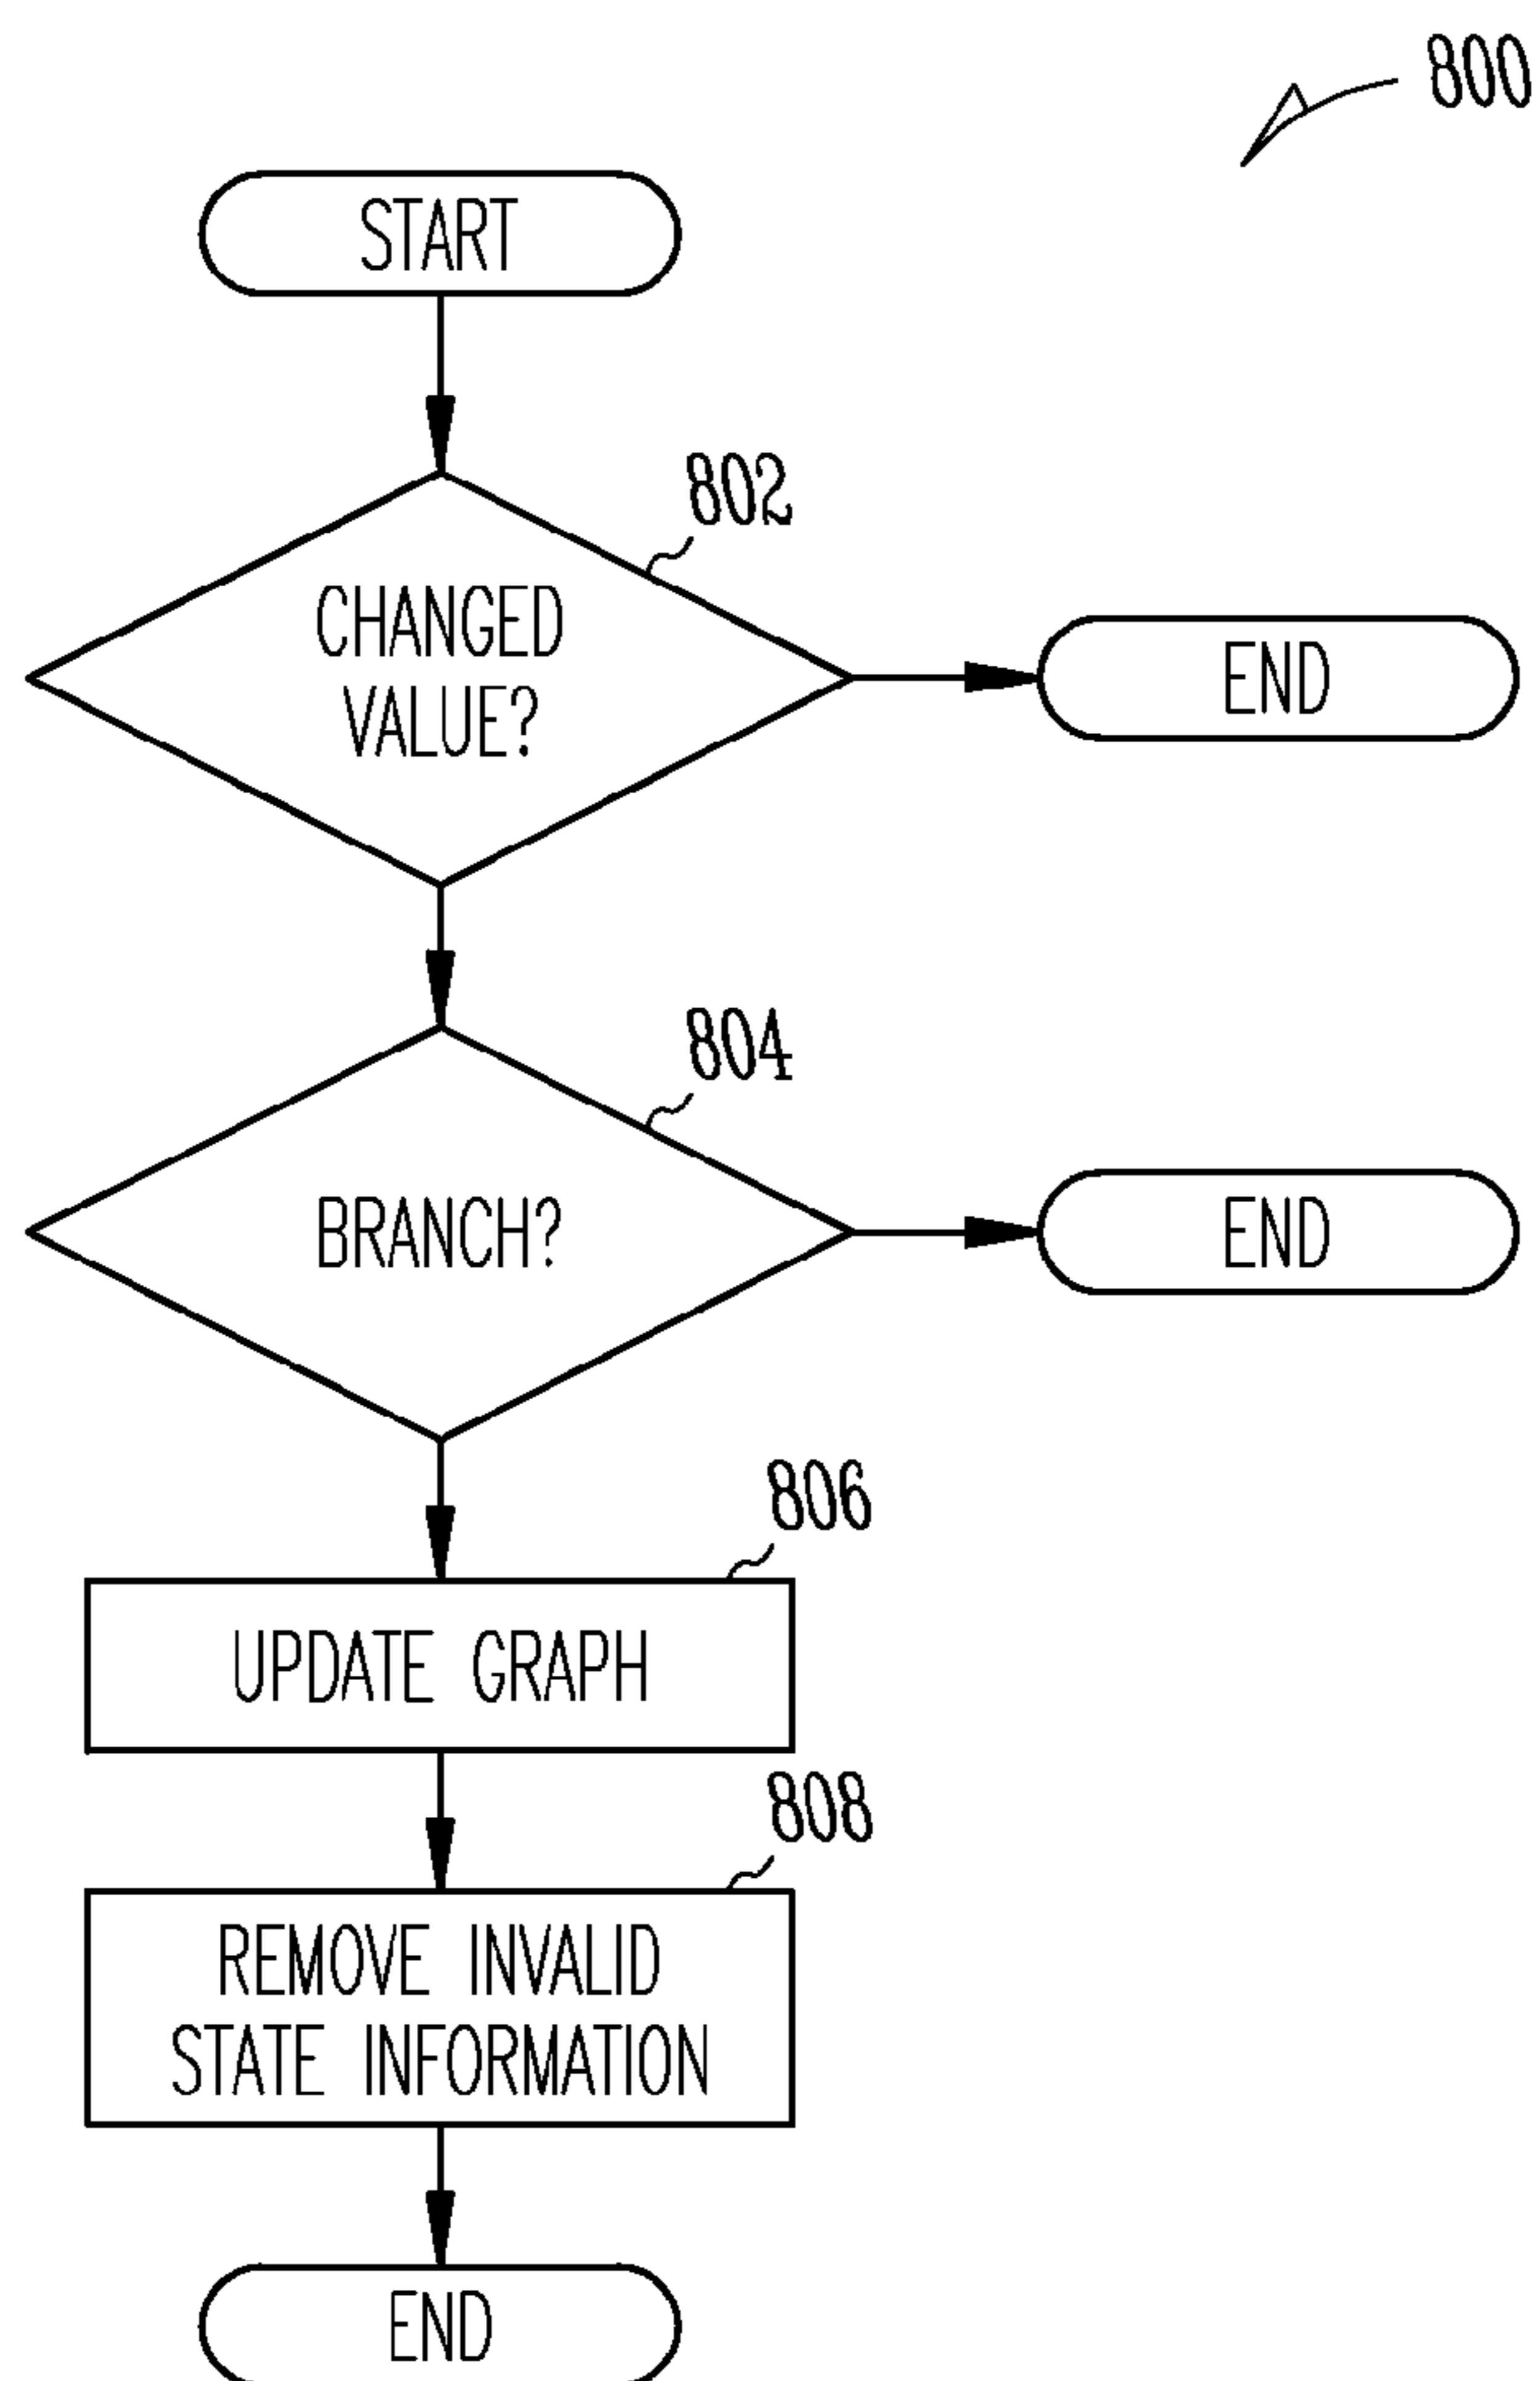 800
START
802
CHANGED
VALUE?
END
804
BRANCH?
END
806
UPDATE GRAPH
808
REMOVE INVALID
STATE INFORMATION
END